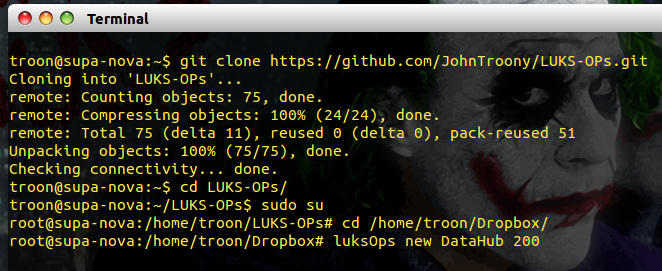 Terminal
troon@supa-nova:~$ git clone https://github.com/JohnTroony/LUKS-OPs.git
Cloning into 'LUKS-OPs'...
remote: Counting objects: 75, done.
remote: Compressing objects: 100% (24/24), done.
remote: Total 75 (delta 11), reused 0 (delta 0), pack-reused 51
Unpacking objects: 100% (75/75), done.
Checking connectivity... done.
troon@supa-nova:~$ cd LUKS-OPs/
troon@supa-nova:~/LUKS-OPs$ sudo su
root@supa-nova:/home/troon/LUKS-OPs# cd /home/troon/Dropbox/
root@supa-nova:/home/troon/Dropbox# luksOps new DataHub 200